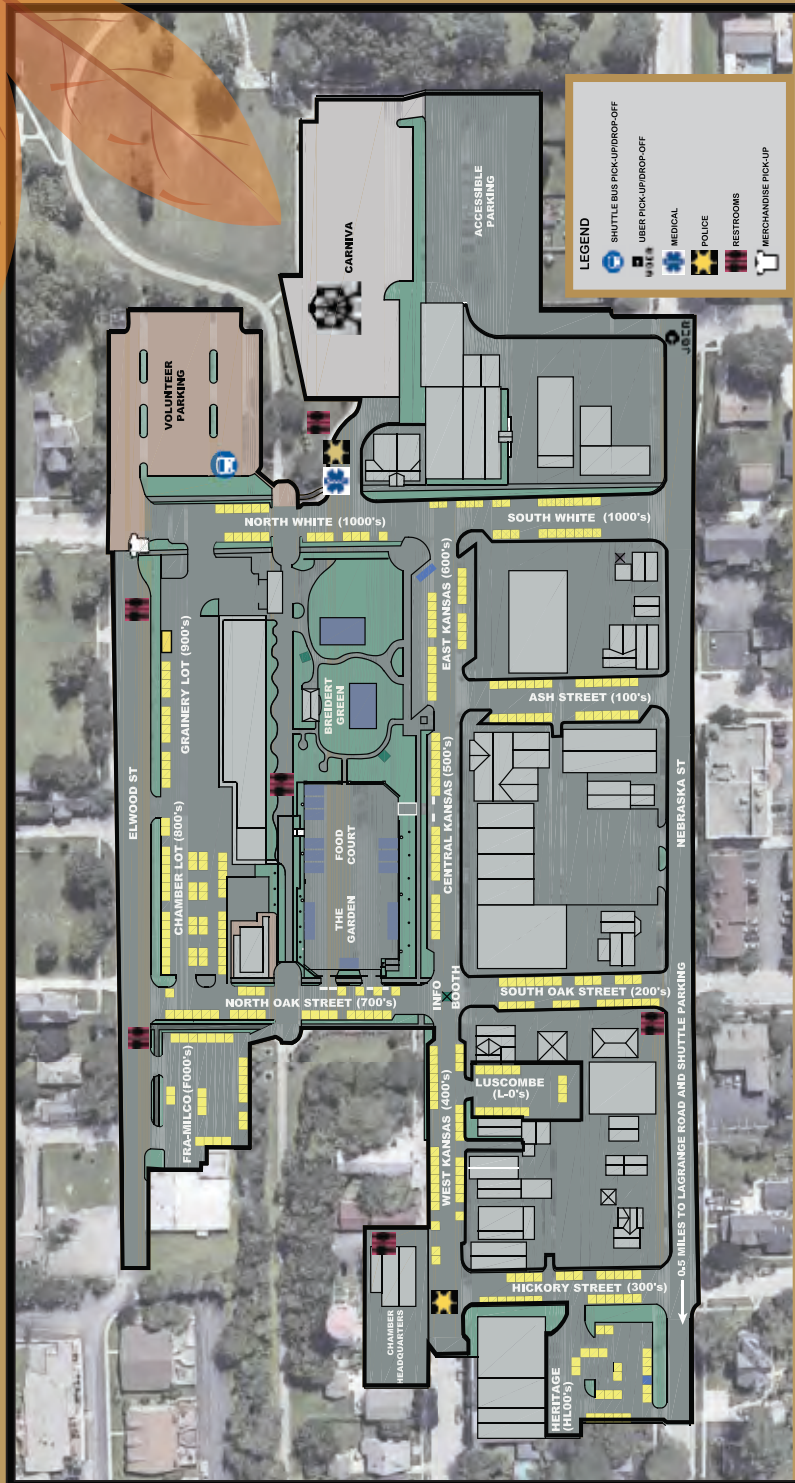 LEGEND
SHUTTLE BUS PICK-UP/DROP-OFF
UBER
UBER PICK-UP/DROP-OFF
MEDICAL
POLICE
RESTROOMS
MERCHANDISE PICK-UP
ACCESSIBLE
PARKING
CARNIVA
VOLUNTEER
PARKING
NORTH WHITE (1000's)
SOUTH WHITE (1000's)
ELWOOD ST
GRAINERY LOT (900's)
CHAMBER LOT (800's)
BREIDERT
GREEN
FOOD
COURT
THE
GARDEN
EAST KANSAS (600's)
CENTRAL KANSAS (500's)
ASH STREET (100's)
NEBRASKA ST
NORTH OAK STREET (700's)
INFO
BOOTH
SOUTH OAK STREET (200's)
FRA-MILCO(F000's)
WEST KANSAS (400's)
LUSCOMBE
(L-0's)
HICKORY STREET (300's)
0.5 MILES TO LAGRANGE ROAD AND SHUTTLE PARKING
CHAMBER
HEADQUARTERS
HERITAGE
(HL00's)